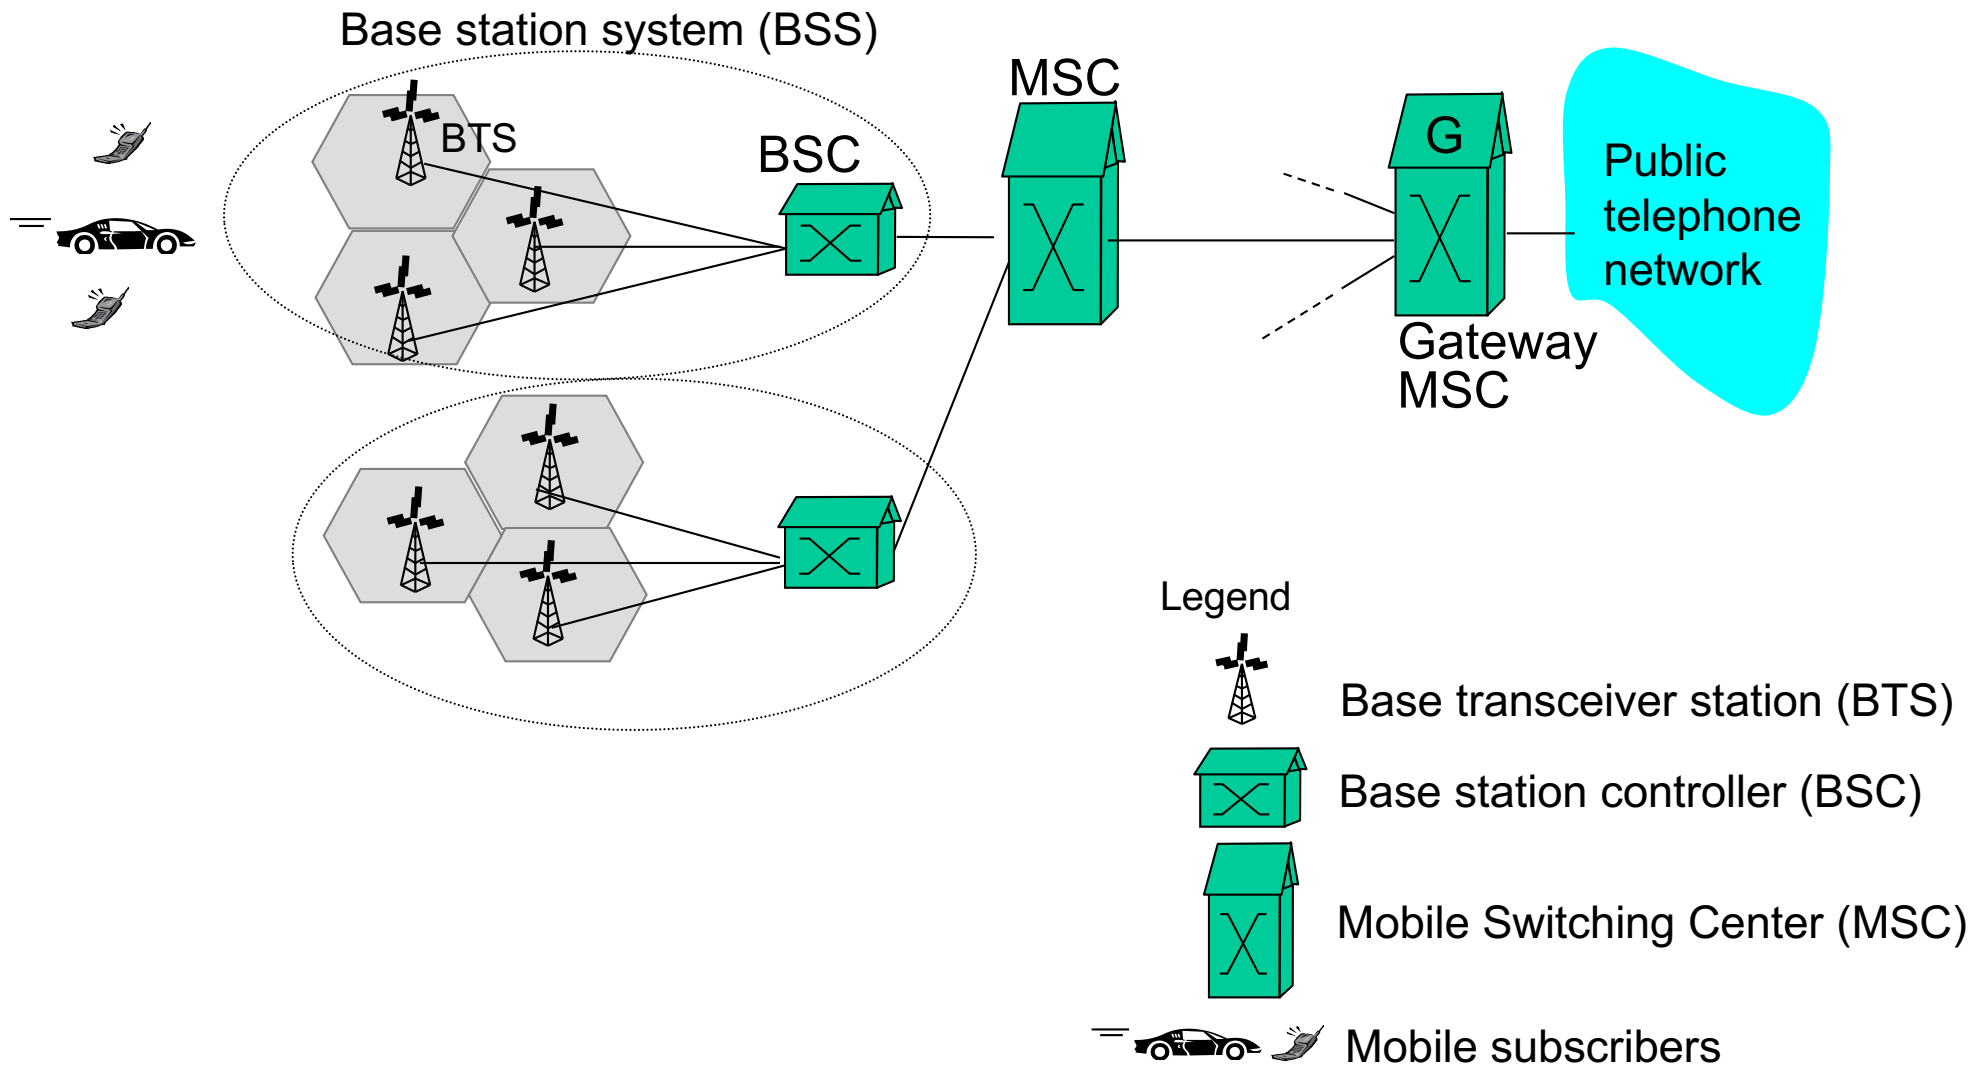 Base station system (BSS)
MSC
BTS
BSC
G
Public
telephone
network
Gateway
MSC
Legend
Base transceiver station (BTS)
Base station controller (BSC)
Mobile Switching Center (MSC)
Mobile subscribers